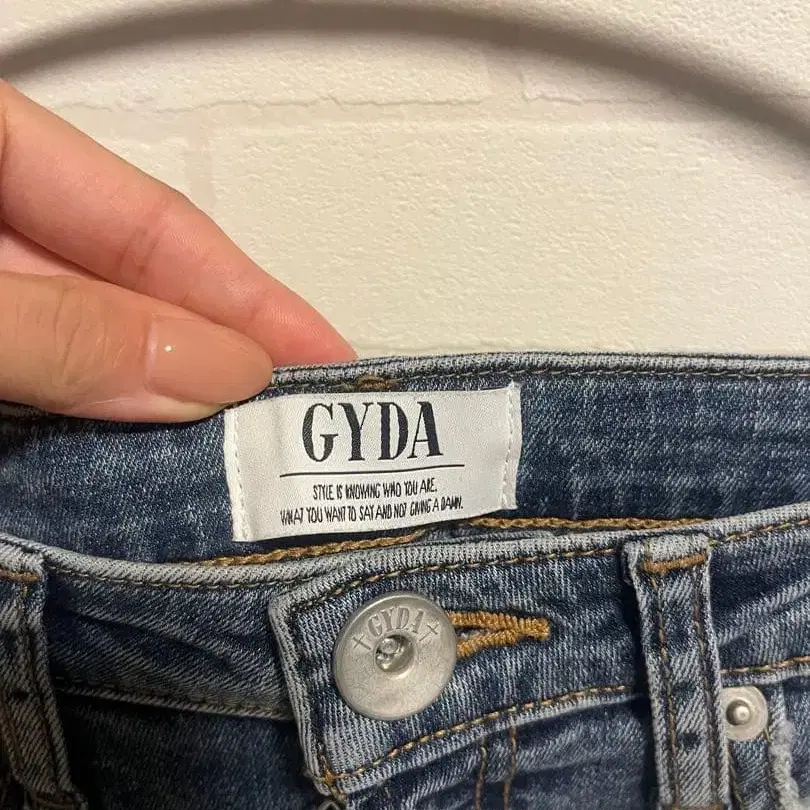 GYDA
STYLE IS KNOWING WHO YOU ARE,
WHAT YOU WANT TO SAY AND NOT GIVING A DAMN.
†GYDA†